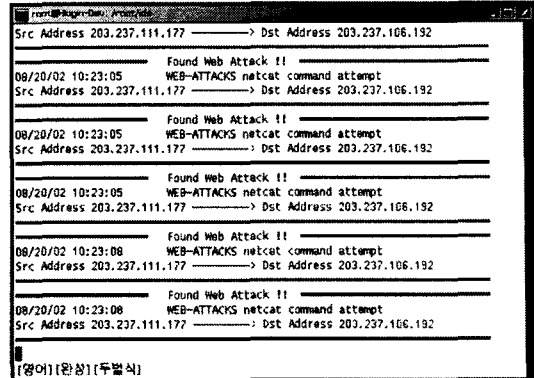 Src Address 203.237.111.177 ————> Dst Address 203.237.106.192
Found Web Attack !!
08/20/02 10:23:05 WEB-ATTACKS netcat command attempt
Src Address 203.237.111.177 ————> Dst Address 203.237.106.192
Found Web Attack !!
08/20/02 10:23:05 WEB-ATTACKS netcat command attempt
Src Address 203.237.111.177 ————> Dst Address 203.237.106.192
Found Web Attack !!
08/20/02 10:23:05 WEB-ATTACKS netcat command attempt
Src Address 203.237.111.177 ————> Dst Address 203.237.106.192
Found Web Attack !!
08/20/02 10:23:08 WEB-ATTACKS netcat command attempt
Src Address 203.237.111.177 ————> Dst Address 203.237.106.192
Found Web Attack !!
08/20/02 10:23:08 WEB-ATTACKS netcat command attempt
Src Address 203.237.111.177 ————> Dst Address 203.237.106.192
[영어][완성][두벌식]